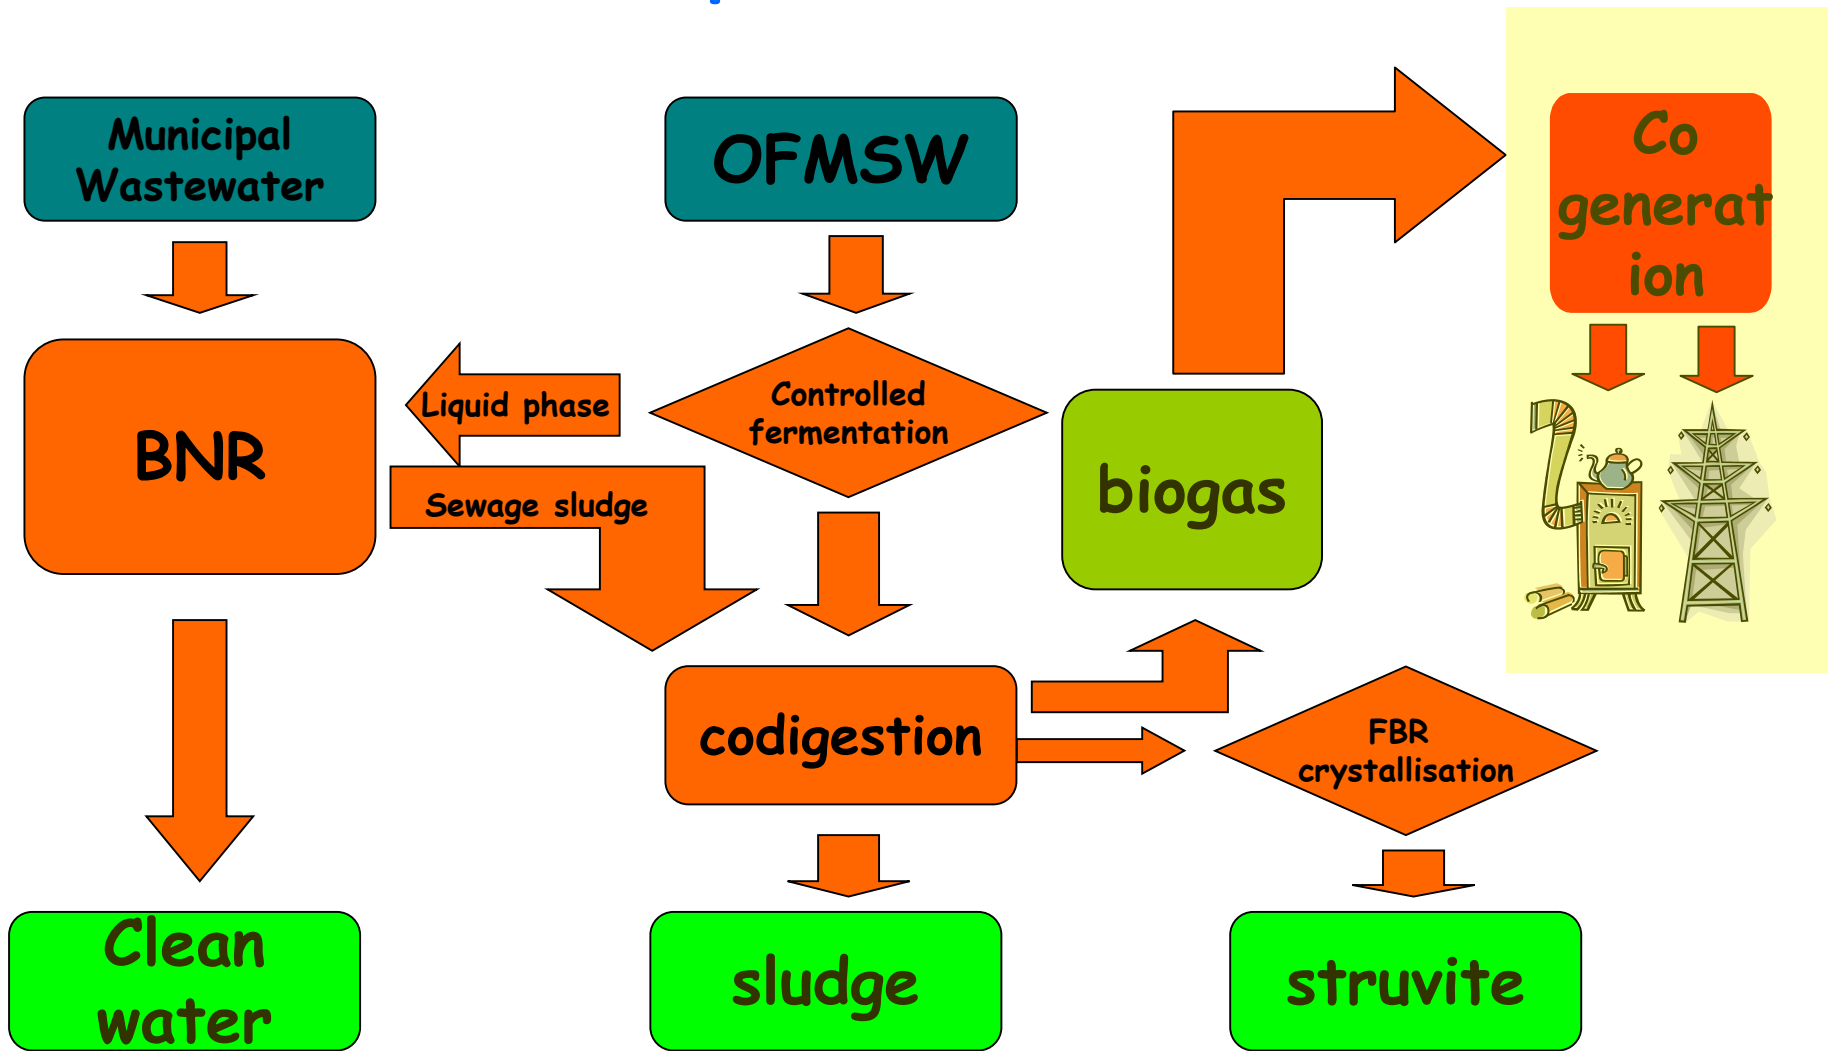 Municipal
Wastewater
OFMSW
Co
generat
ion
Liquid phase
Controlled
fermentation
BNR
Sewage sludge
biogas
codigestion
FBR
crystallisation
Clean
water
sludge
struvite